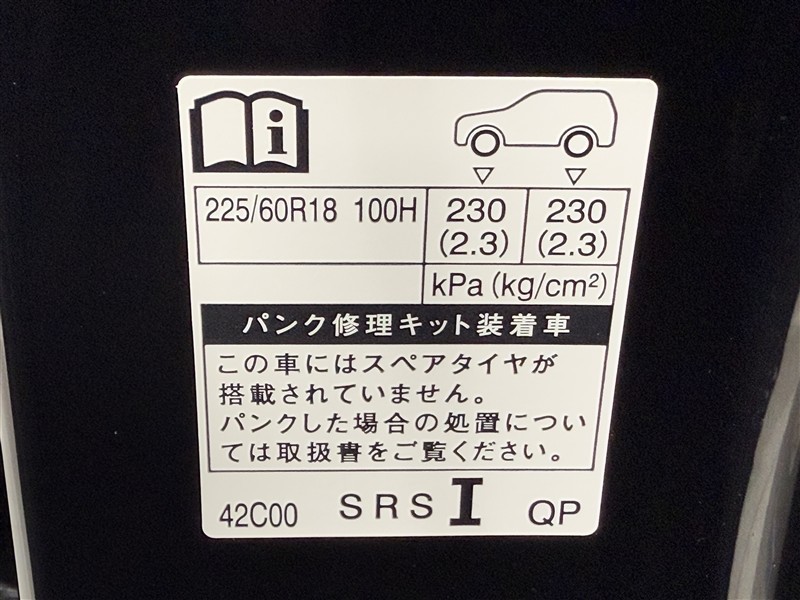 225/60R18 100H 230 230
(2.3) (2.3)
kPa (kg/cm²)
パンク修理キット装着車
この車にはスペアタイヤが
搭載されていません。
パンクした場合の処置につい
ては取扱書をご覧ください。
42C00 SRS I QP